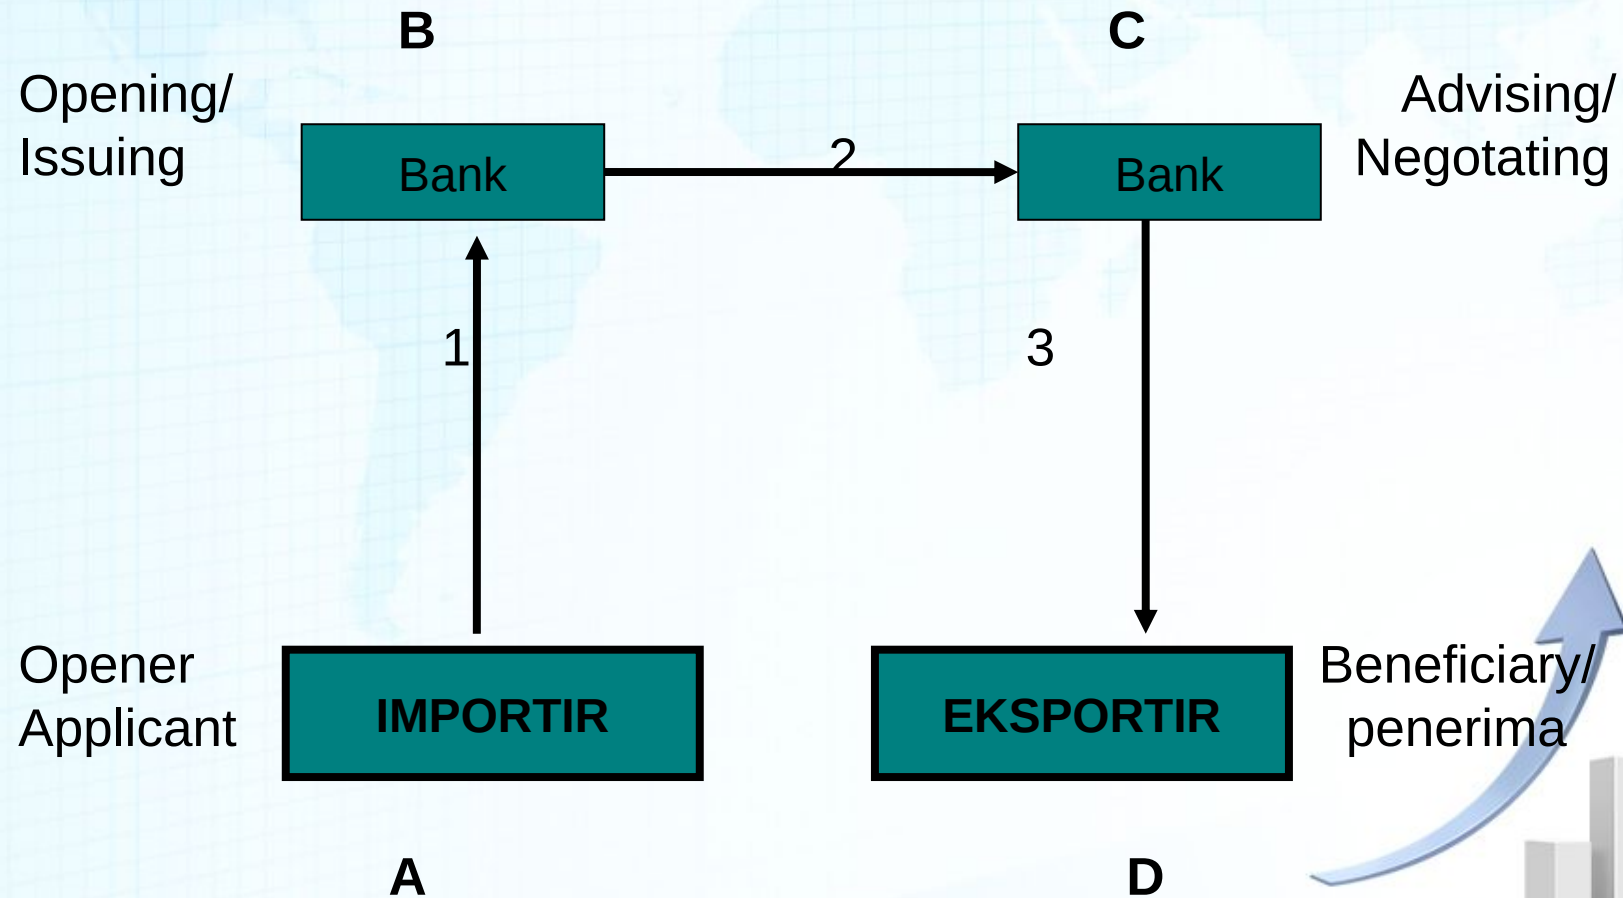 B
C
Opening/
Issuing
Bank
2
Bank
Advising/
Negotating
1
3
Opener
Applicant
IMPORTIR
EKSPORTIR
Beneficiary/
penerima
A
D